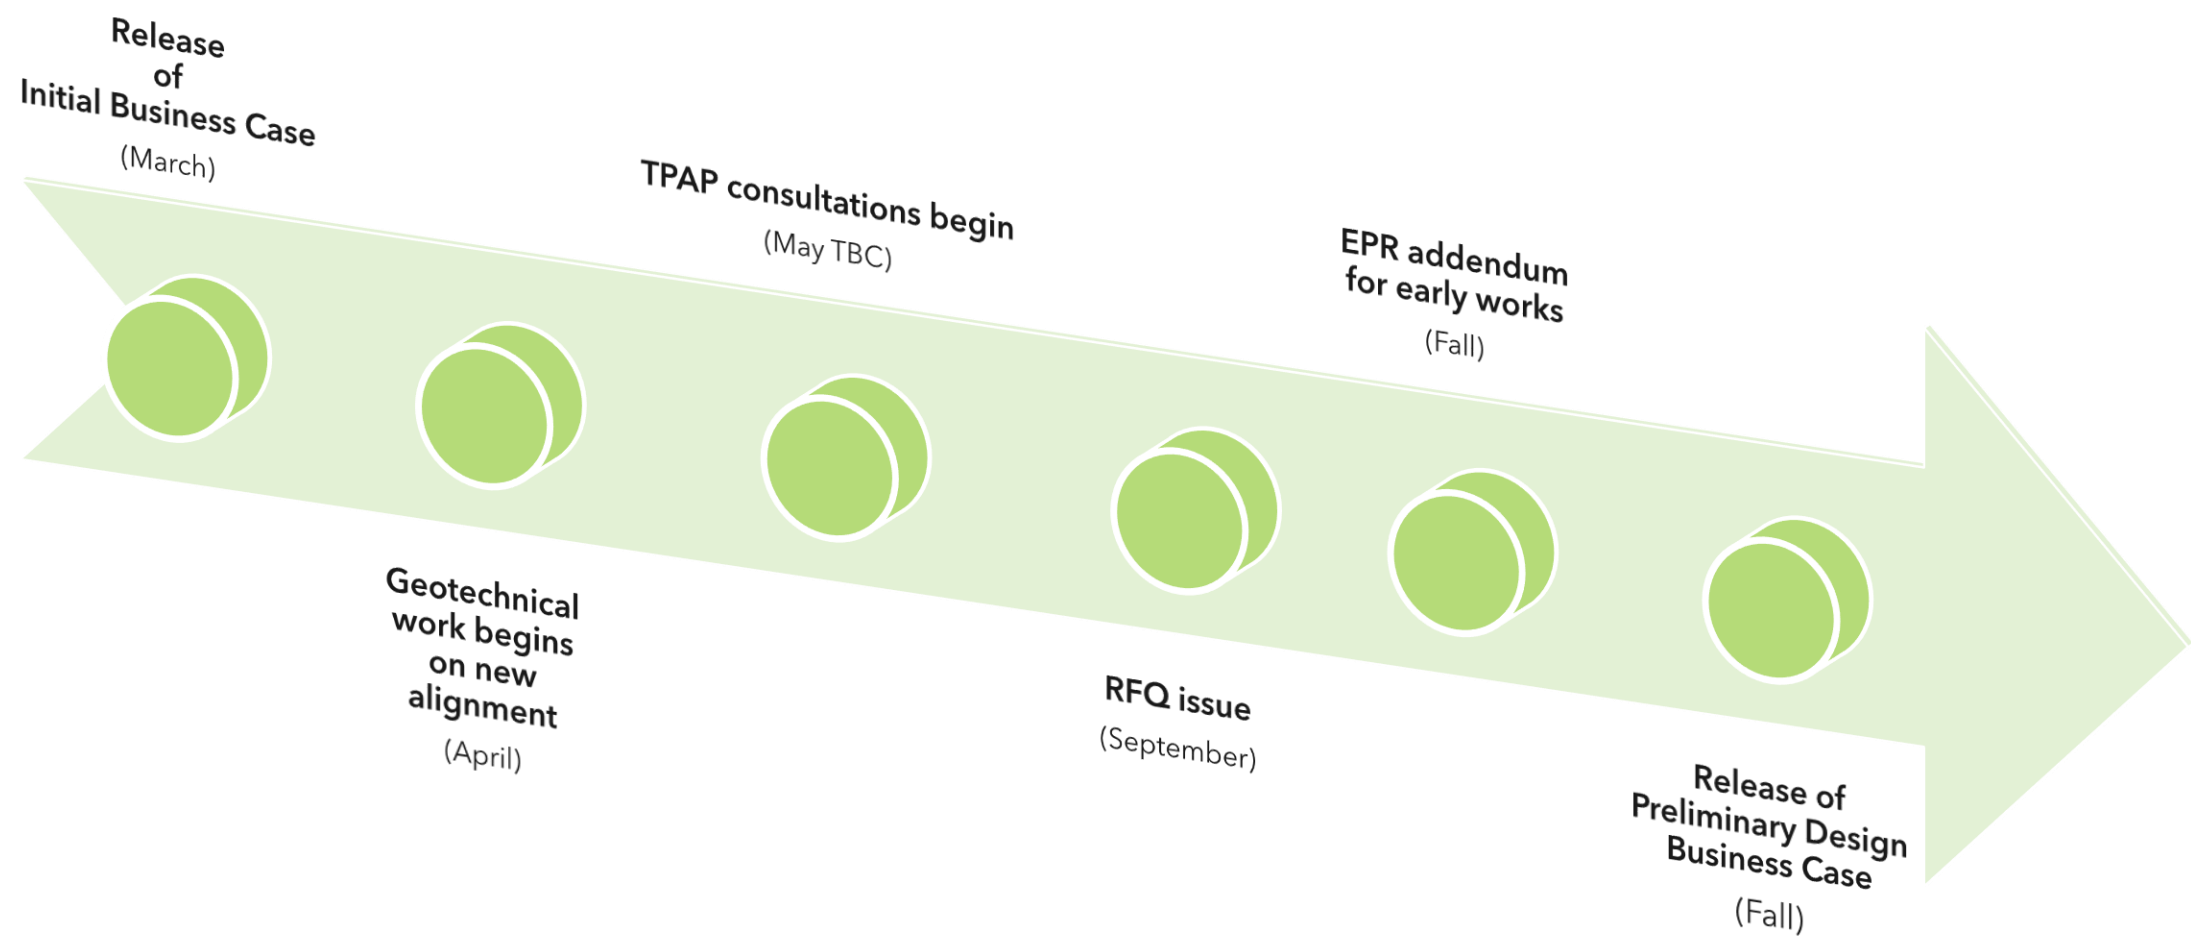 Release
of
Initial Business Case
(March)
Geotechnical
work begins
on new
alignment
(April)
TPAP consultations begin
(May TBC)
RFQ issue
(September)
EPR addendum
for early works
(Fall)
Release of
Preliminary Design
Business Case
(Fall)